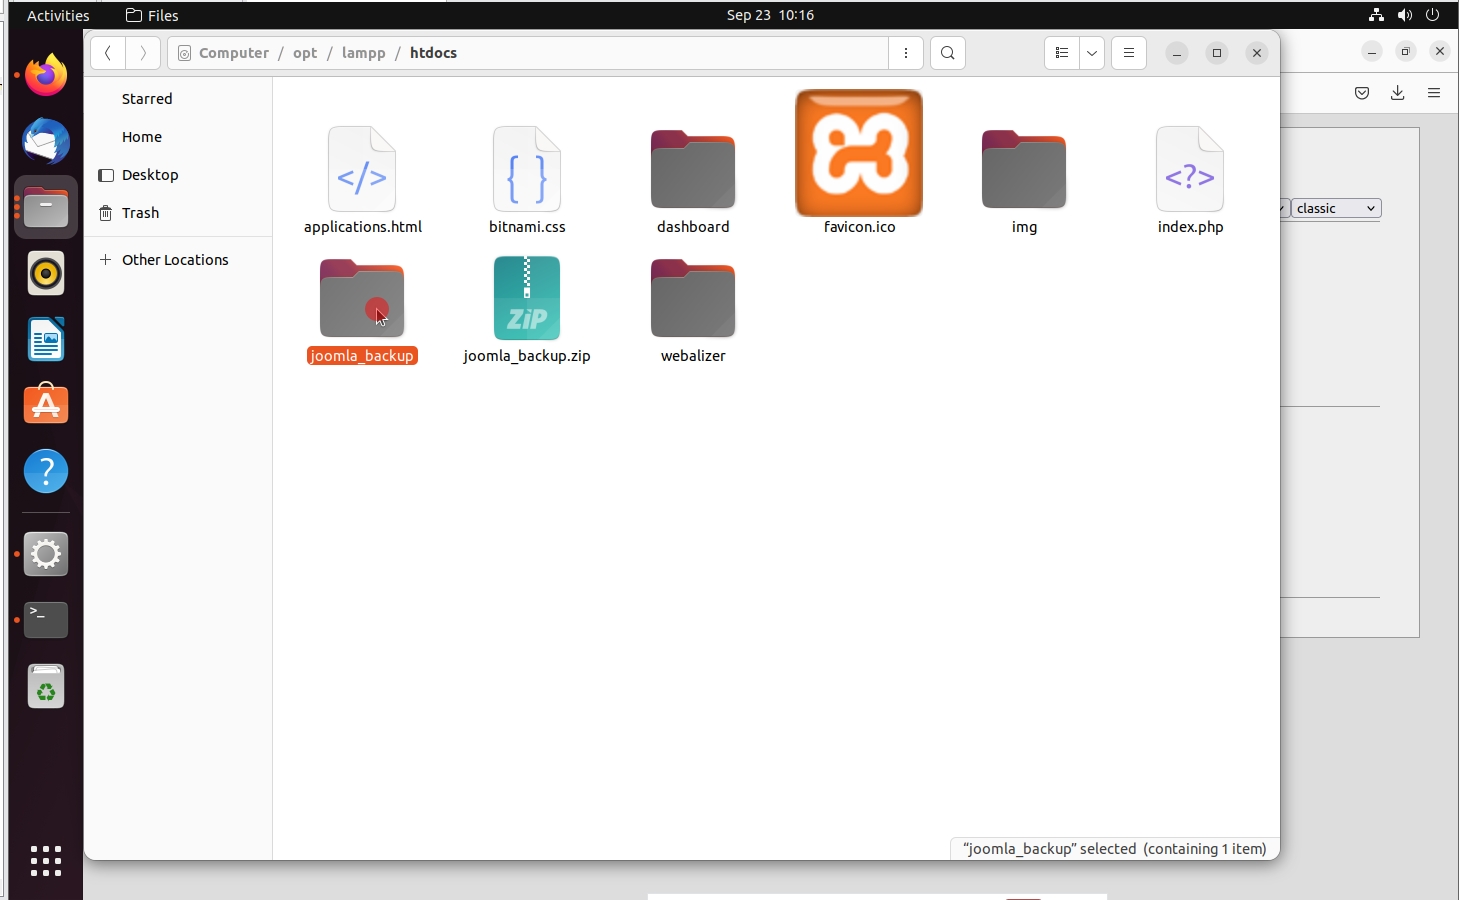 Activities
Files
Sep 23 10:16
Computer / opt / lampp / htdocs
Starred
Home
Desktop
Trash
+ Other Locations
</>
{ }
<?>
applications.html
bitnami.css
dashboard
favicon.ico
img
index.php
ZiP
joomla_backup
joomla_backup.zip
webalizer
classic
?
>_
"joomla_backup" selected (containing 1 item)